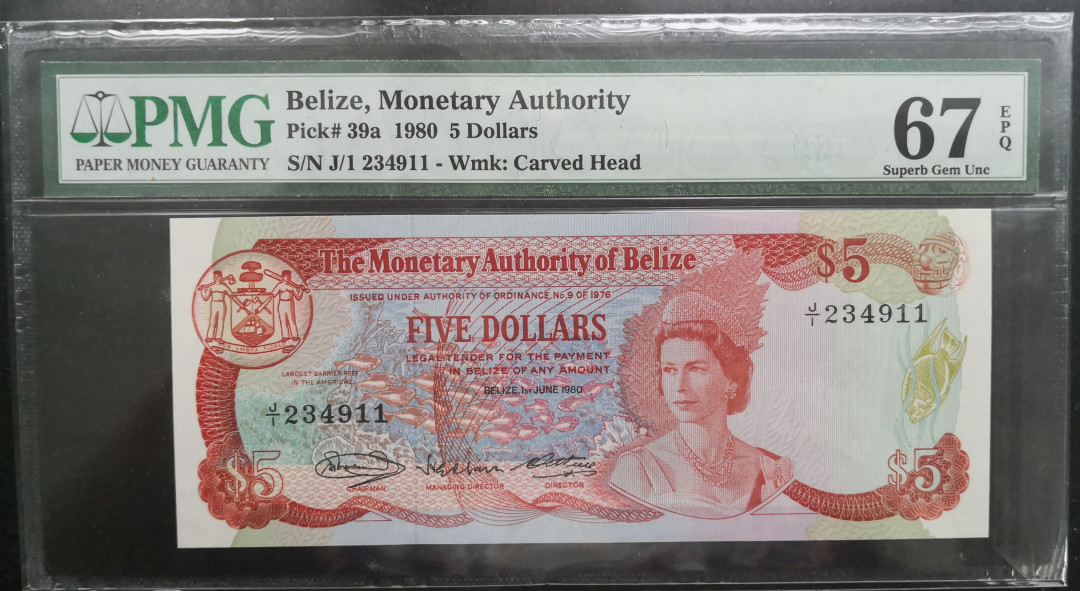 PMG
PAPER MONEY GUARANTY
Belize, Monetary Authority
Pick# 39a 1980 5 Dollars
S/N J/1 234911 - Wmk: Carved Head
67
EPQ
Superb Gem Unc
The Monetary Authority of Belize
$5
ISSUED UNDER AUTHORITY OF ORDINANCE No. 9 OF 1976
J/1 234911
FIVE DOLLARS
LEGAL TENDER FOR THE PAYMENT
IN BELIZE OF ANY AMOUNT
BELIZE, 1ST JUNE 1980
LARGEST BARRIER REEF
IN THE AMERICAS
J/1 234911
$5
CHAIRMAN
MANAGING DIRECTOR
DIRECTOR
$5